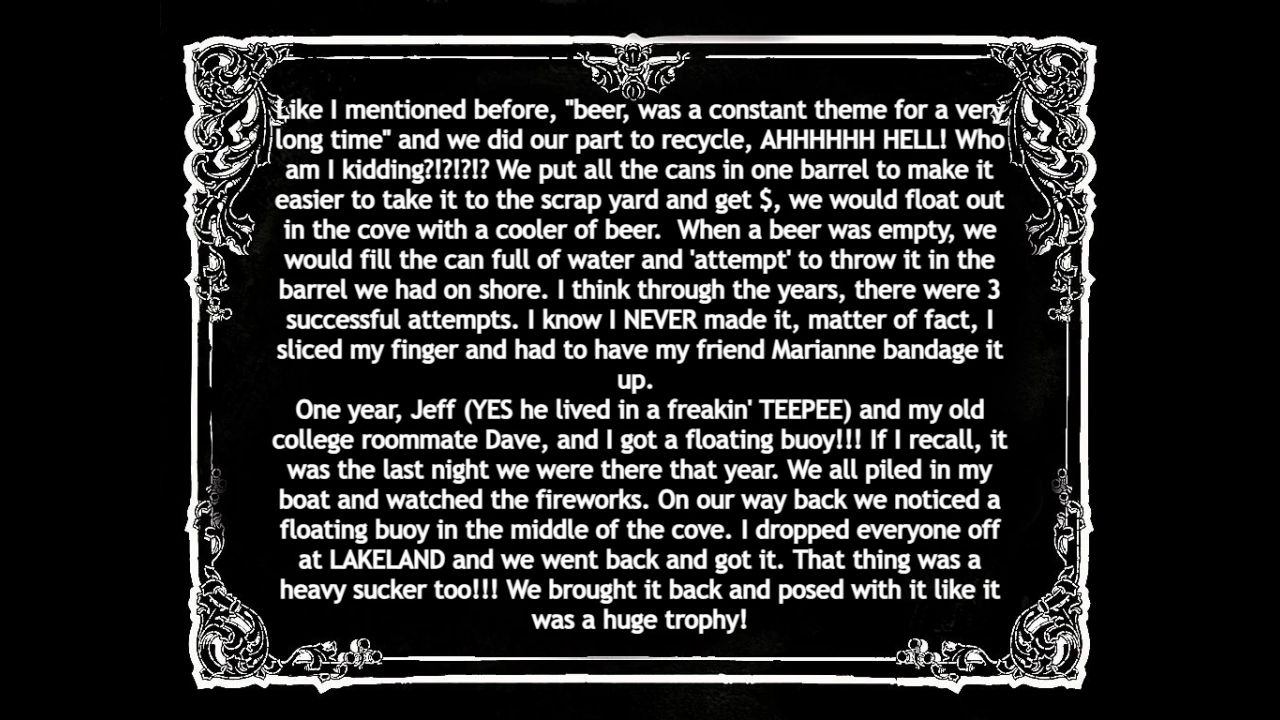 Like I mentioned before, "beer, was a constant theme for a very
long time" and we did our part to recycle, AHHHHHH HELL! Who
am I kidding?!?!?!? We put all the cans in one barrel to make it
easier to take it to the scrap yard and get $, we would float out
in the cove with a cooler of beer.  When a beer was empty, we
would fill the can full of water and 'attempt' to throw it in the
barrel we had on shore. I think through the years, there were 3
successful attempts. I know I NEVER made it, matter of fact, I
sliced my finger and had to have my friend Marianne bandage it
up.
One year, Jeff (YES he lived in a freakin' TEEPEE) and my old
college roommate Dave, and I got a floating buoy!!! If I recall, it
was the last night we were there that year. We all piled in my
boat and watched the fireworks. On our way back we noticed a
floating buoy in the middle of the cove. I dropped everyone off
at LAKELAND and we went back and got it. That thing was a
heavy sucker too!!! We brought it back and posed with it like it
was a huge trophy!